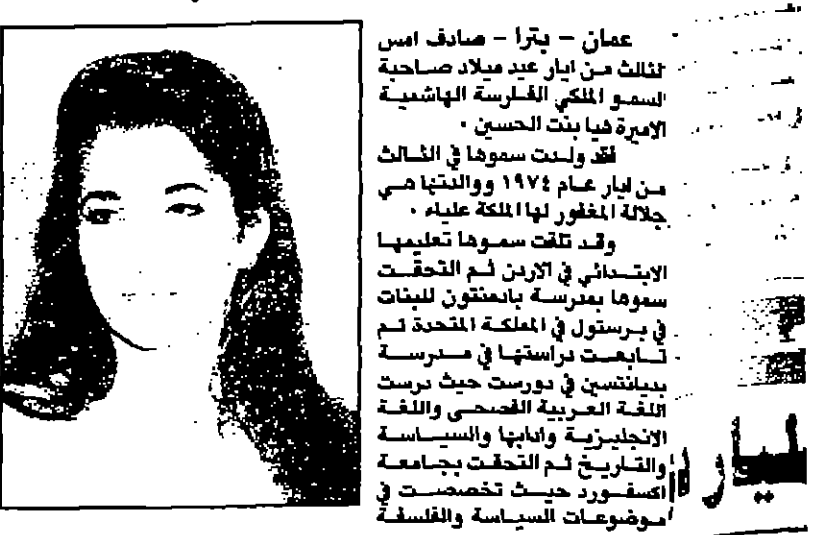 عمان - بترا - صادف امس
لثالث من ايار عيد ميلاد صاحبة
السمو الملكي الفارسة الهاشمية
الاميرة هيا بنت الحسين .
فقد ولدت سموها في الثالث
من ايار عام ١٩٧٤ ووالدتها هي
جلالة المغفور لها الملكة علياء .
وقد تلقت سموها تعليمها
الابتدائي في الاردن ثم التحقت
سموها بمدرسة بادمنتون للبنات
في برستول في المملكة المتحدة ثم
تابعت دراستها في مدرسة
بديانتسين في دورست حيث درست
اللغة العربية الفصحى واللغة
الانجليزية وادابها والسياسة
والتاريخ ثم التحقت بجامعة
اكسفورد حيث تخصصت في
موضوعات السياسة والفلسفة